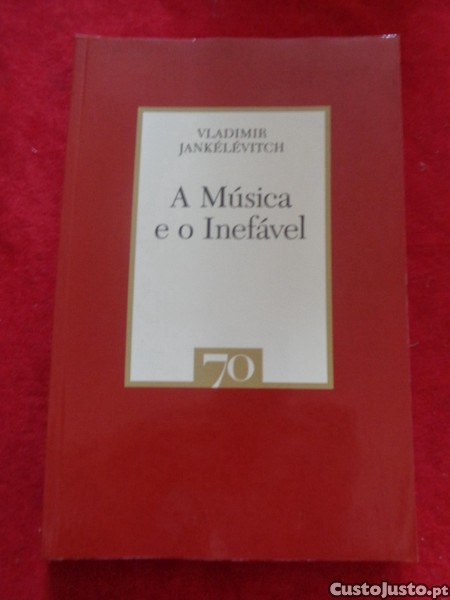 VLADIMIR
JANKÉLÉVITCH
A Música
e o Inefável
70
CustoJusto.pt